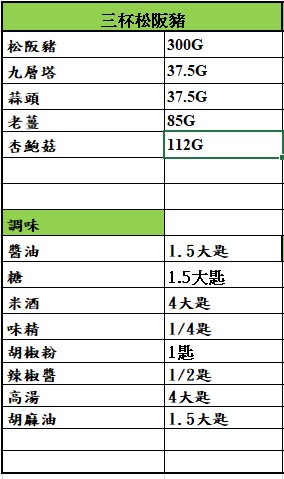 三杯松阪豬
松阪豬 300G
九層塔 37.5G
蒜頭 37.5G
老薑 85G
杏鮑菇 112G
調味
醬油 1.5大匙
糖 1.5大匙
米酒 4大匙
味精 1/4匙
胡椒粉 1匙
辣椒醬 1/2匙
高湯 4大匙
胡麻油 1.5大匙